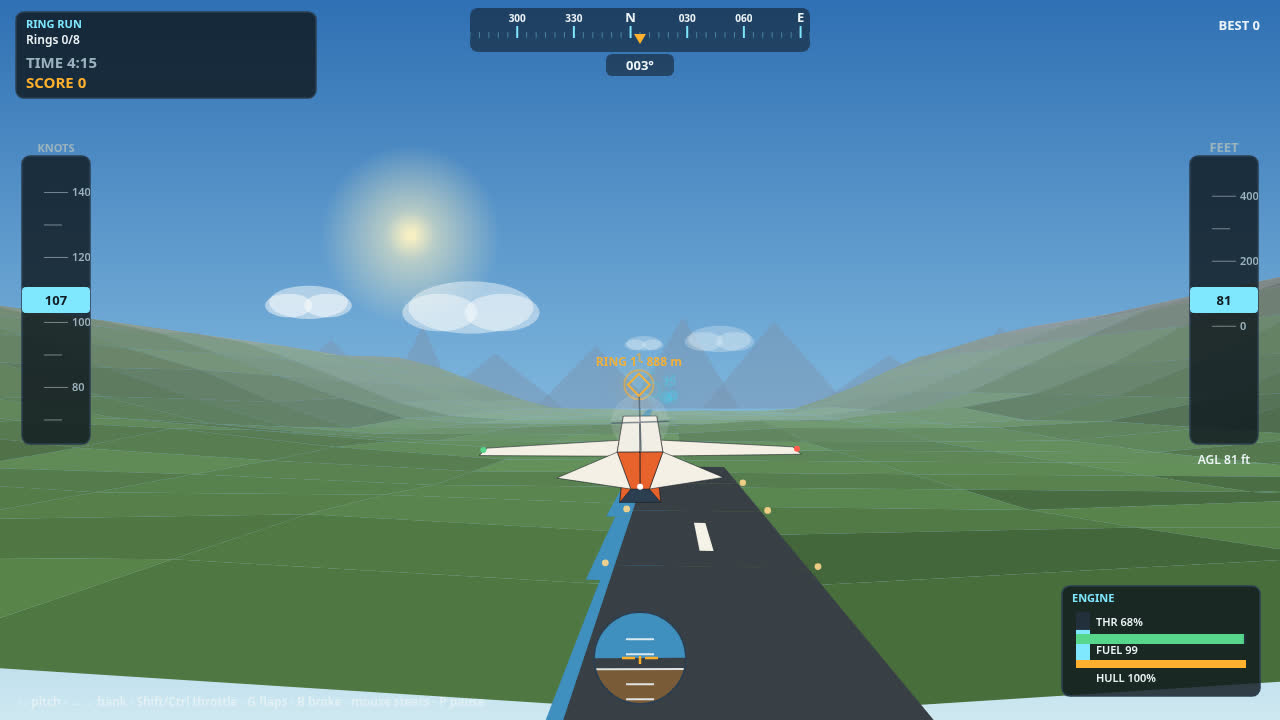 RING RUN
Rings 0/8
TIME 4:15
SCORE 0
300 330 N 030 060 E
003°
BEST 0
KNOTS
140
120
107
100
80
FEET
400
200
81
0
AGL 81 ft
RING 1 · 888 m
ENGINE
THR 68%
FUEL 99
HULL 100%
pitch · bank · Shift/Ctrl throttle · G flaps · B brake · mouse steers · P pause